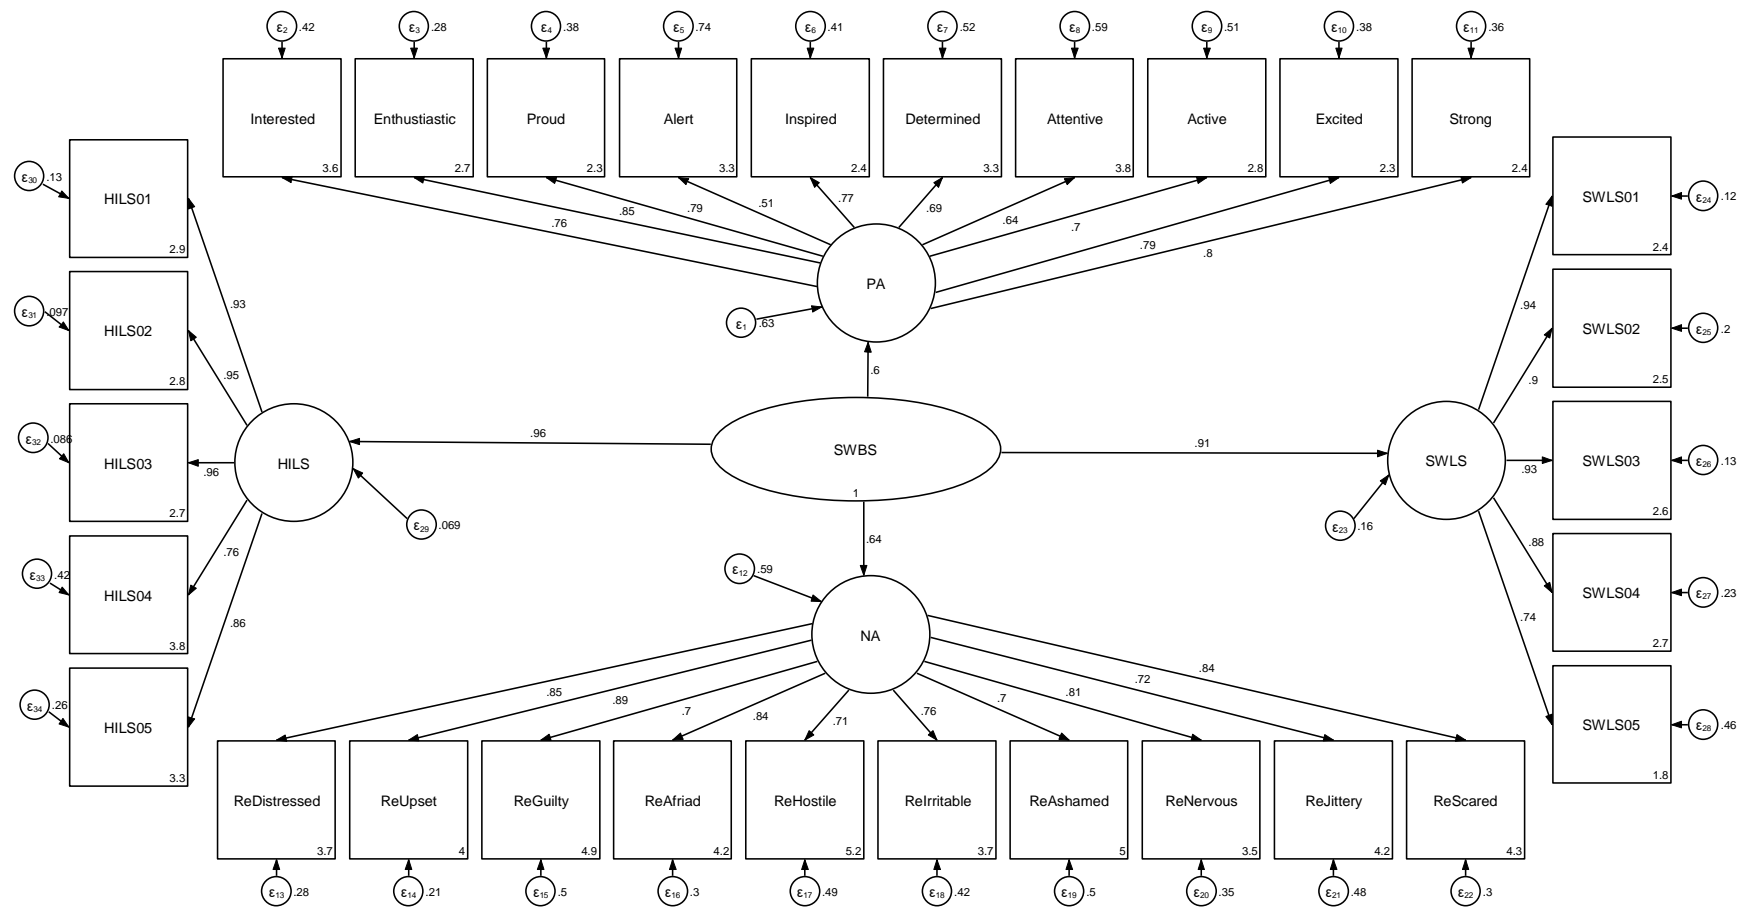 ε2 .42 ε3 .28 ε4 .38 ε5 .74 ε6 .41 ε7 .52 ε8 .59 ε9 .51 ε10 .38 ε11 .36
Interested Enthustiastic Proud Alert Inspired Determined Attentive Active Excited Strong
3.6 2.7 2.3 3.3 2.4 3.3 3.8 2.8 2.3 2.4
.76 .85 .79 .51 .77 .69 .64 .7 .79 .8
PA
ε1 .63
.6
ε30 .13 HILS01 2.9
ε31 .097 HILS02 2.8
ε32 .086 HILS03 2.7
ε33 .42 HILS04 3.8
ε34 .26 HILS05 3.3
.93
.95
.96
.76
.86
HILS
ε29 .069
.96
SWBS
1
.91
SWLS
ε23 .16
.94
.9
.93
.88
.74
SWLS01 2.4 ε24 .12
SWLS02 2.5 ε25 .2
SWLS03 2.6 ε26 .13
SWLS04 2.7 ε27 .23
SWLS05 1.8 ε28 .46
.64
ε12 .59
NA
.85 .89 .7 .84 .71 .76 .7 .81 .72 .84
ReDistressed ReUpset ReGuilty ReAfriad ReHostile ReIrritable ReAshamed ReNervous ReJittery ReScared
3.7 4 4.9 4.2 5.2 3.7 5 3.5 4.2 4.3
ε13 .28 ε14 .21 ε15 .5 ε16 .3 ε17 .49 ε18 .42 ε19 .5 ε20 .35 ε21 .48 ε22 .3